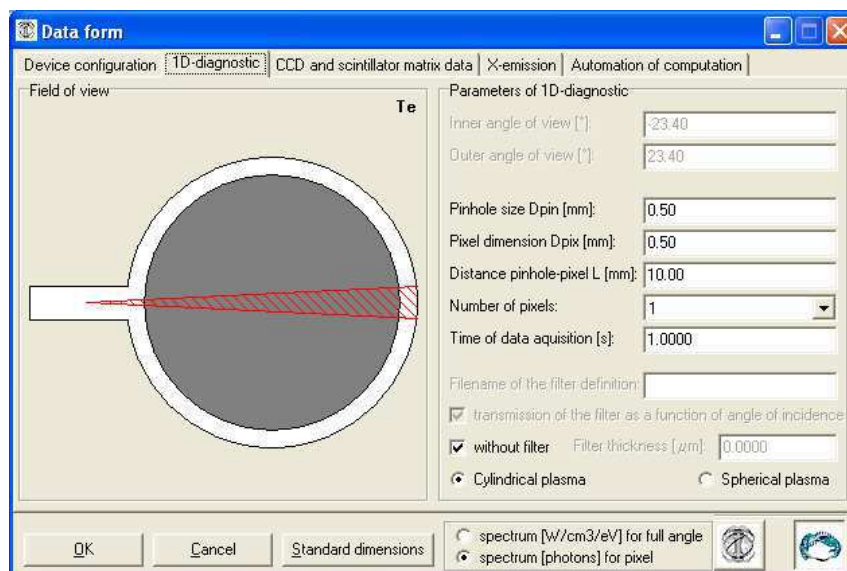 Data form
Device configuration 1D-diagnostic CCD and scintillator matrix data X-emission Automation of computation
Field of view
Te
Parameters of 1D-diagnostic
Inner angle of view [°]: -23.40
Outer angle of view [°]: 23.40
Pinhole size Dpin [mm]: 0.50
Pixel dimension Dpix [mm]: 0.50
Distance pinhole-pixel L [mm]: 10.00
Number of pixels: 1
Time of data aquisition [s]: 1.0000
Filename of the filter definition:
transmission of the filter as a function of angle of incidence
without filter Filter thickness [μm]: 0.0000
Cylindrical plasma Spherical plasma
OK Cancel Standard dimensions
spectrum [W/cm3/eV] for full angle
spectrum [photons] for pixel